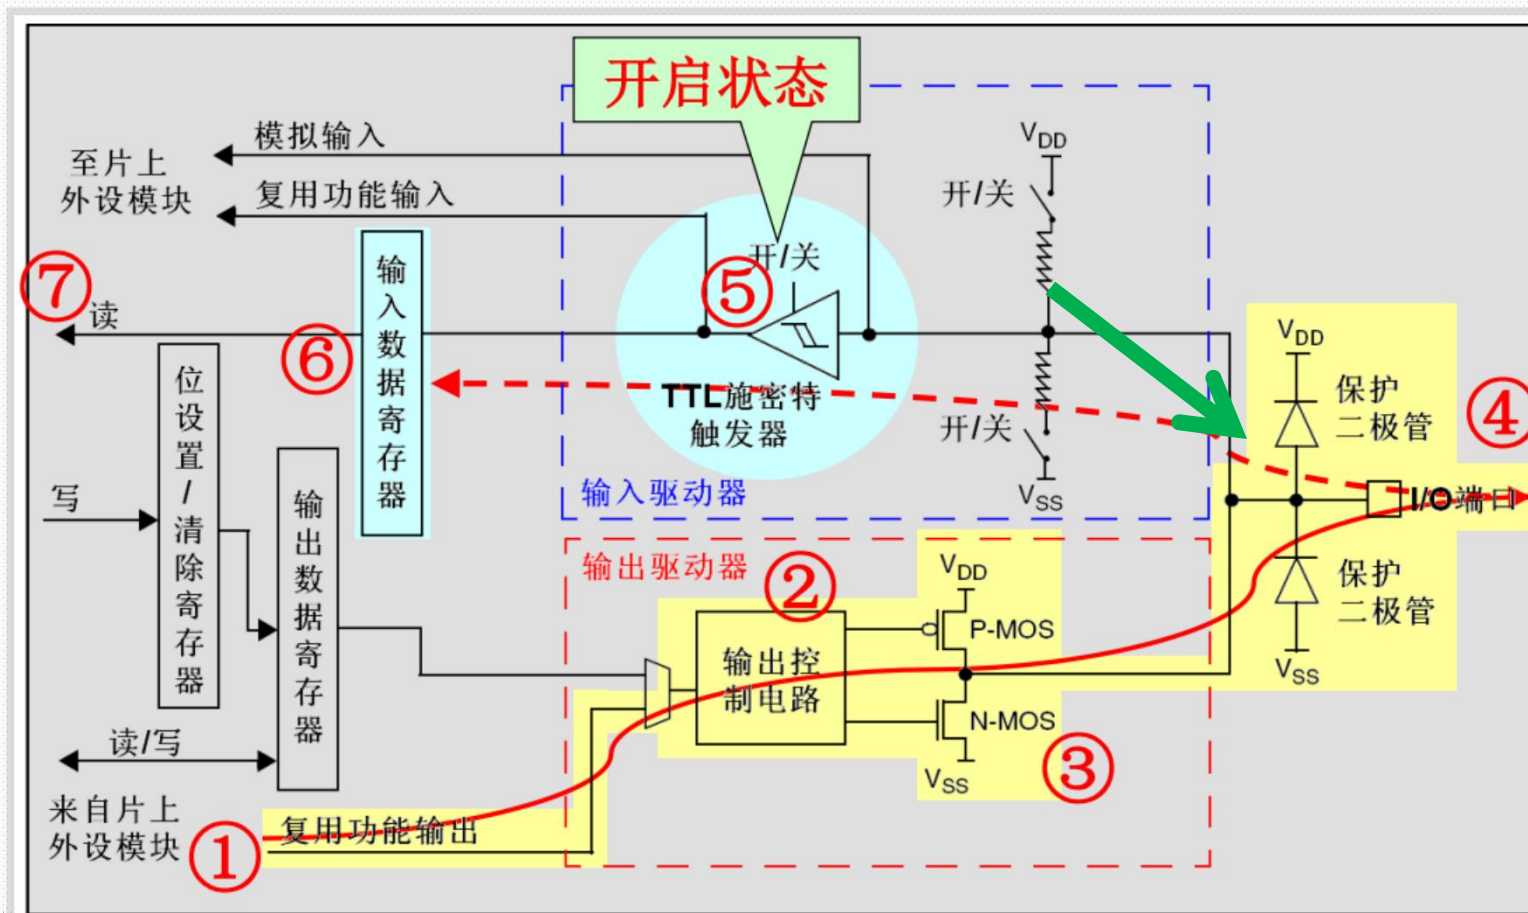 开启状态
模拟输入
至片上
外设模块
复用功能输入
V_DD
开/关
开/关
⑦
读
⑥
输入数据寄存器
⑤
TTL施密特
触发器
开/关
V_SS
输入驱动器
V_DD
保护
二极管
④
I/O端口
保护
二极管
V_SS
位设置/清除寄存器
写
输出数据寄存器
读/写
输出驱动器
②
输出控
制电路
V_DD
P-MOS
N-MOS
V_SS
③
来自片上
外设模块
①
复用功能输出